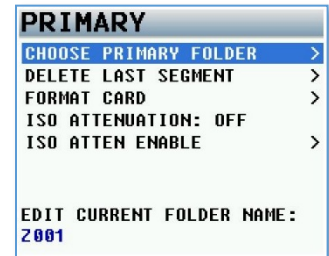 PRIMARY
CHOOSE PRIMARY FOLDER >
DELETE LAST SEGMENT >
FORMAT CARD >
ISO ATTENUATION: OFF
ISO ATTEN ENABLE >
EDIT CURRENT FOLDER NAME:
Z001